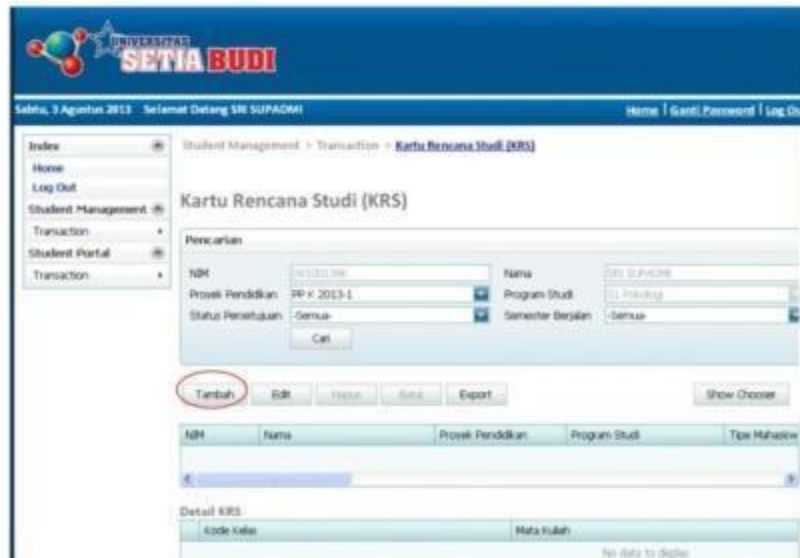 UNIVERSITAS
SETIA BUDI
Sabtu, 3 Agustus 2013 Selamat Datang SRI SUPADMI
Home | Ganti Password | Log Ou
Index
Home
Log Out
Student Management
Transaction
Student Portal
Transaction
Student Management > Transaction > Kartu Rencana Studi (KRS)
Kartu Rencana Studi (KRS)
Pencarian
NIM Nama SRI SUPADMI
Proyek Pendidikan PP K 2013-1 Program Studi 01 Psikologi
Status Persetujuan -Semua- Semester Berjalan -Semua-
Cari
Tambah Edit Hapus Batal Export Show Chooser
NIM Nama Proyek Pendidikan Program Studi Tipe Mahasisw
Detail KRS
Kode Kelas Mata Kuliah
No data to display